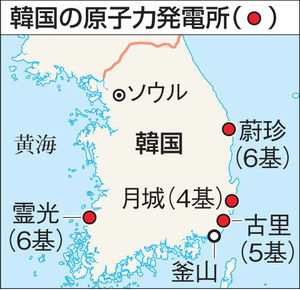 韓国の原子力発電所(●)
ソウル
黄海
韓国
蔚珍
(6基)
月城(4基)
霊光
(6基)
古里
(5基)
釜山